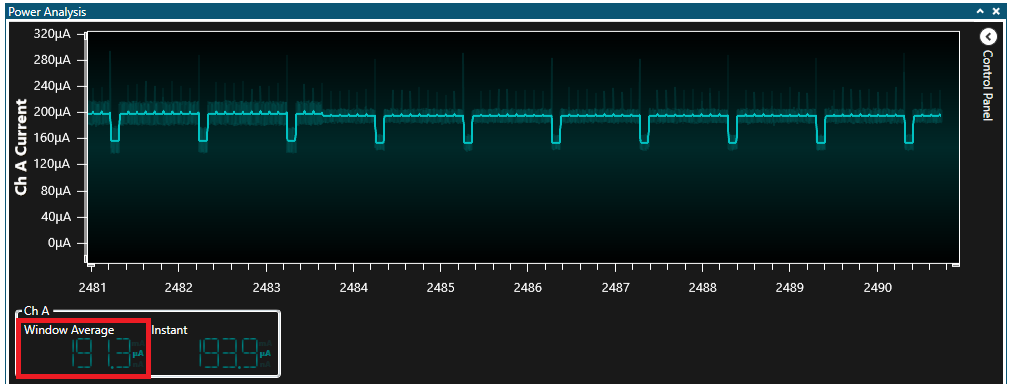 Power Analysis
320µA
280µA
240µA
200µA
160µA
120µA
80µA
40µA
0µA
Ch A Current
Control Panel
2481 2482 2483 2484 2485 2486 2487 2488 2489 2490
Ch A
Window Average Instant
191.3 µA 193.9 µA